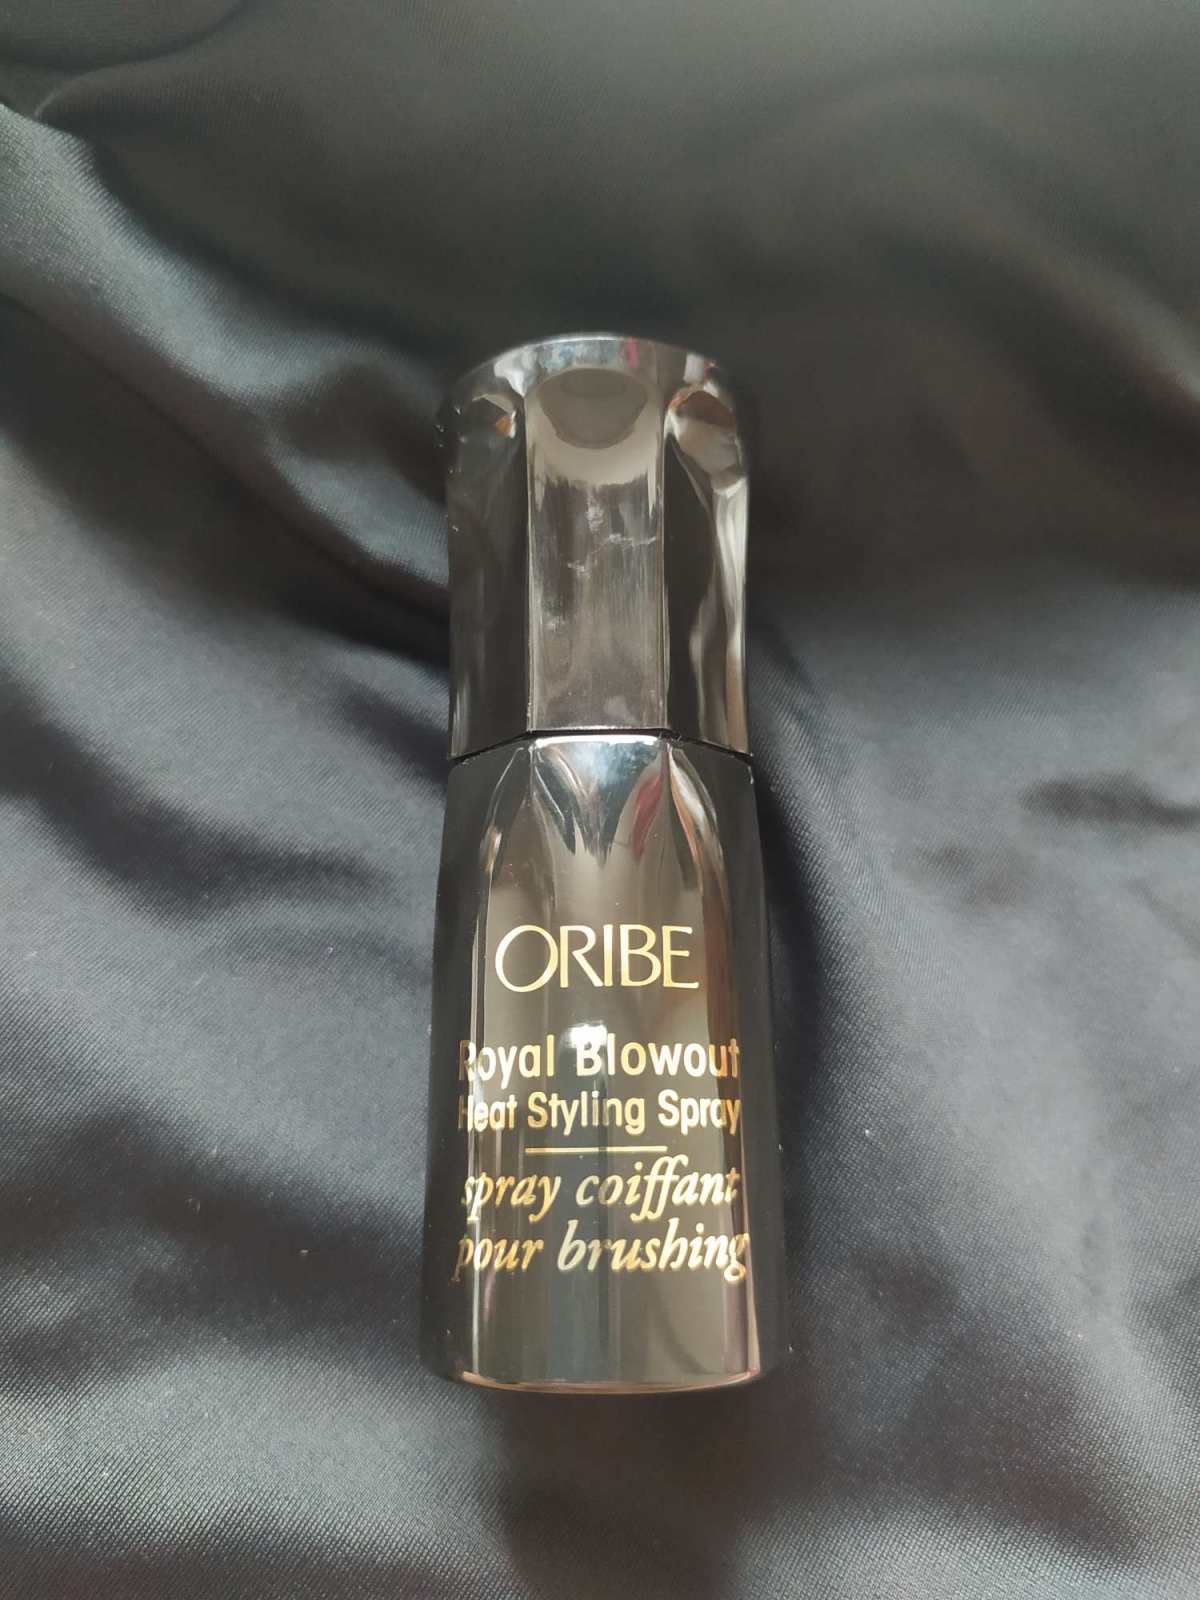 ORIBE
Royal Blowout
Heat Styling Spray
spray coiffant
pour brushing